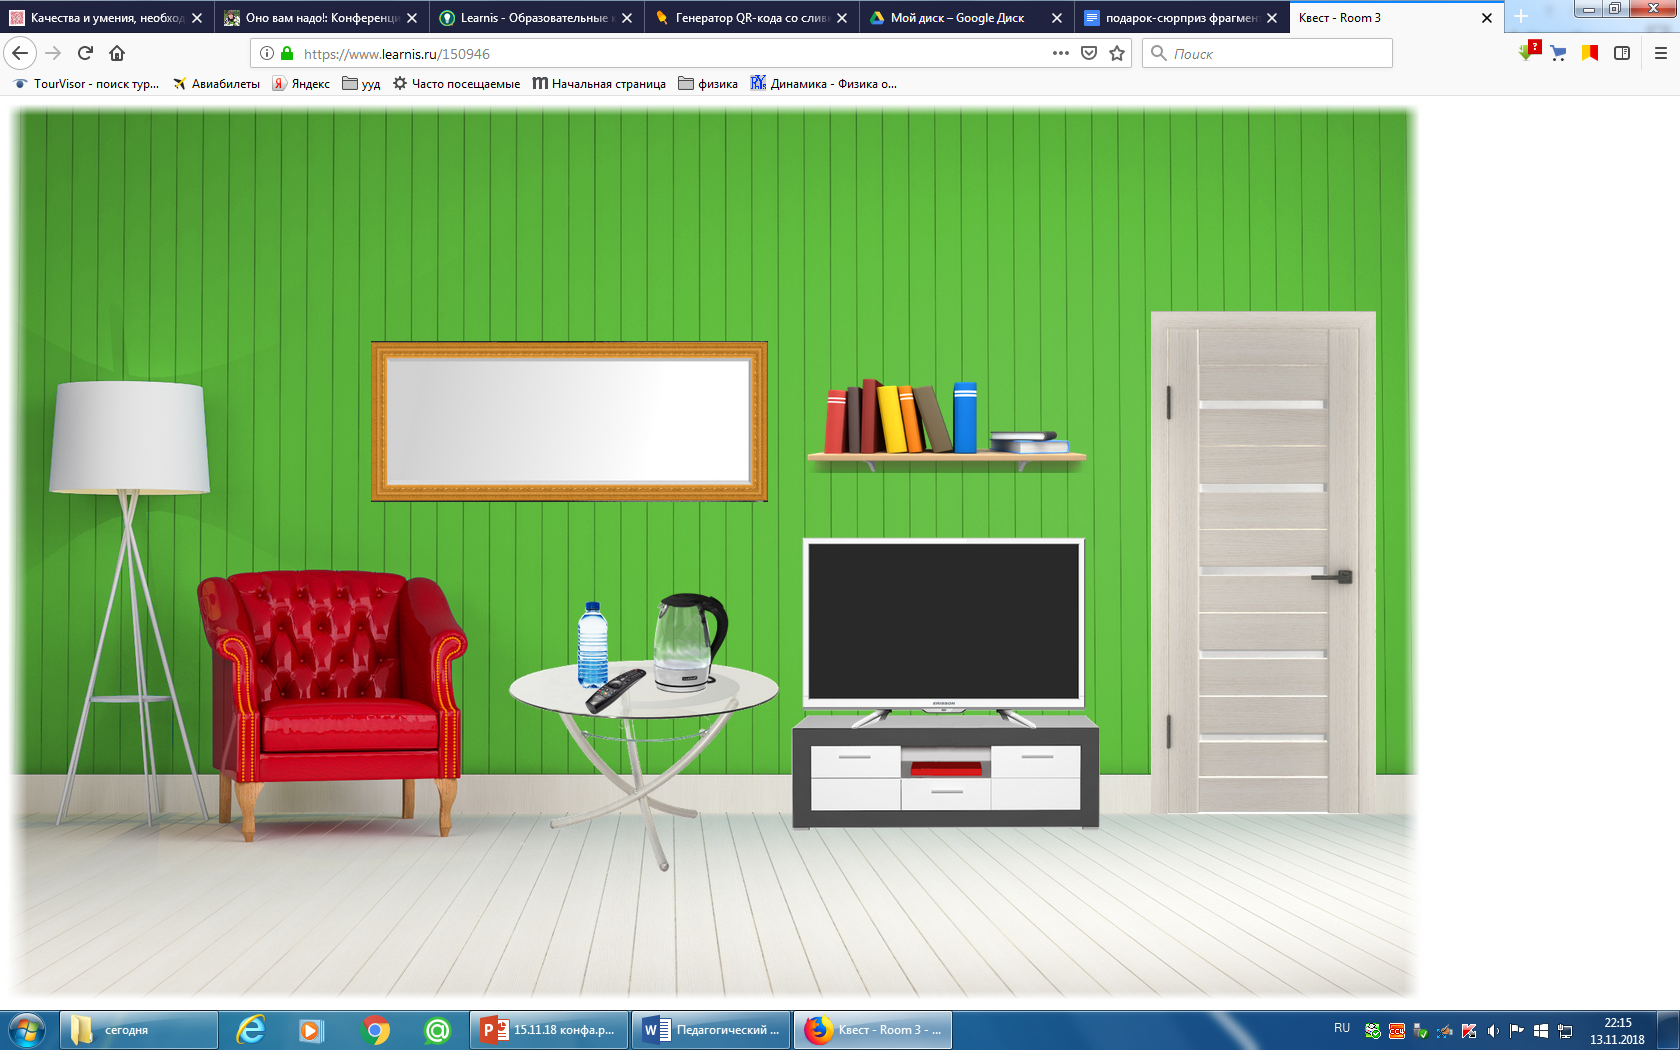 Качества и умения, необход
Оно вам надо!: Конференци
Learnis - Образовательные к
Генератор QR-кода со слив
Мой диск – Google Диск
подарок-сюрприз фрагмент
Квест - Room 3
https://www.learnis.ru/150946
Поиск
TourVisor - поиск тур...
Авиабилеты
Яндекс
ууд
Часто посещаемые
Начальная страница
физика
Динамика - Физика о...
сегодня
15.11.18 конфа.p...
Педагогический ...
Квест - Room 3 - ...
RU
22:15
13.11.2018